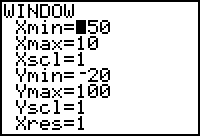 WINDOW
Xmin=50
Xmax=10
Xscl=1
Ymin=-20
Ymax=100
Yscl=1
Xres=1